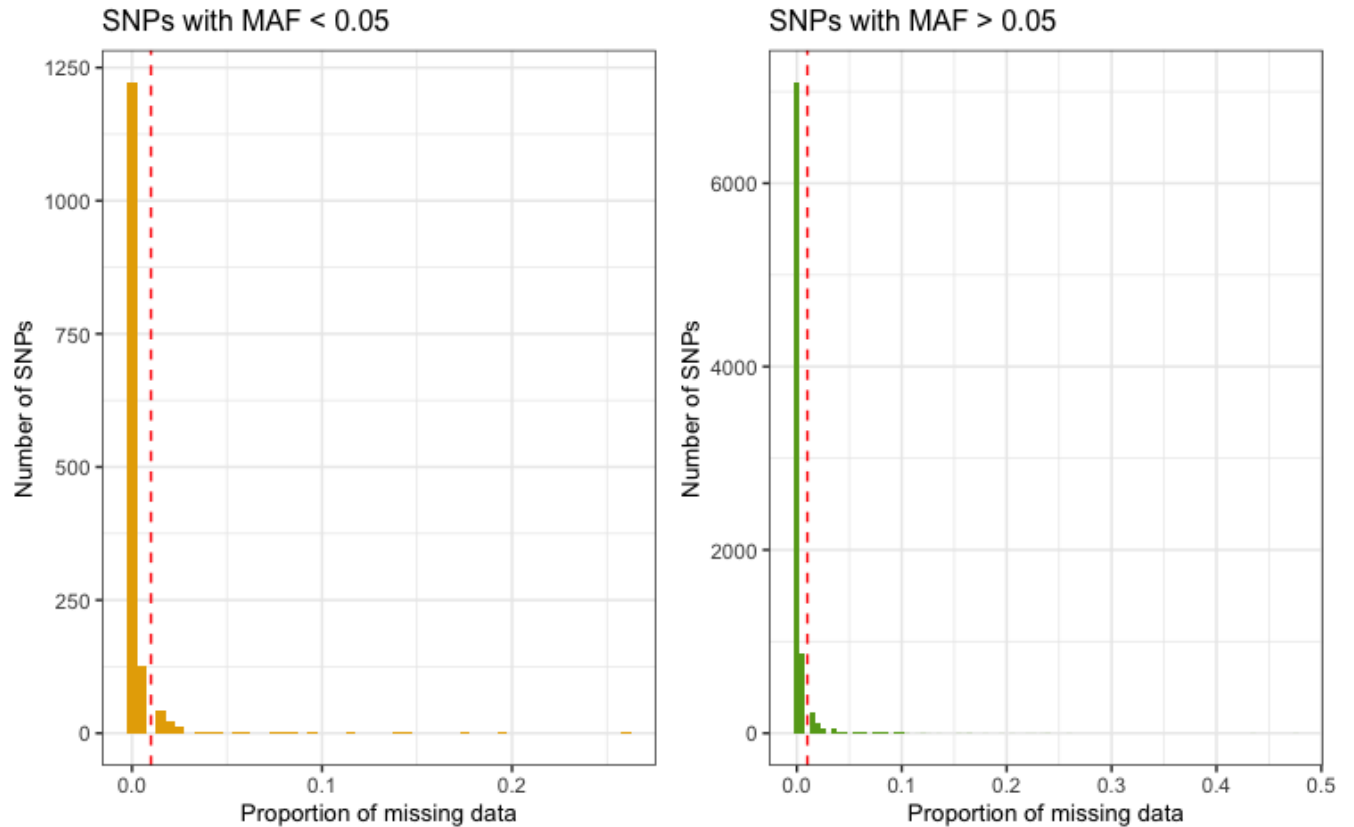 SNPs with MAF < 0.05
1250
1000
750
500
250
0
Number of SNPs
0.0 0.1 0.2
Proportion of missing data
SNPs with MAF > 0.05
6000
4000
2000
0
Number of SNPs
0.0 0.1 0.2 0.3 0.4 0.5
Proportion of missing data